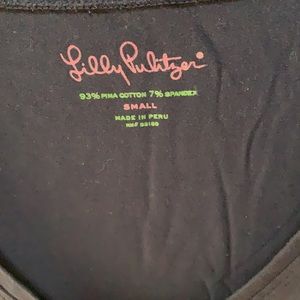 Lilly Pulitzer
93% PIMA COTTON 7% SPANDEX
SMALL
MADE IN PERU